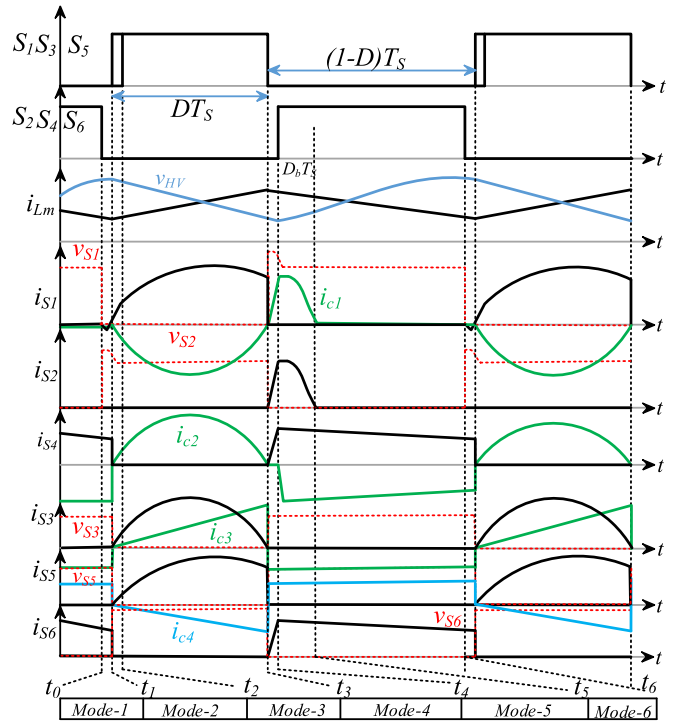 S1S3 S5
(1-D)TS
t
DTS
S2S4 S6
DbTS
t
vHV
iLm
t
vS1
iS1
ic1
t
vS2
iS2
t
iS4
ic2
t
iS3
vS3
ic3
t
iS5
vS5
t
iS6
ic4
vS6
t
t0 t1 t2 t3 t4 t5 t6
Mode-1 Mode-2 Mode-3 Mode-4 Mode-5 Mode-6